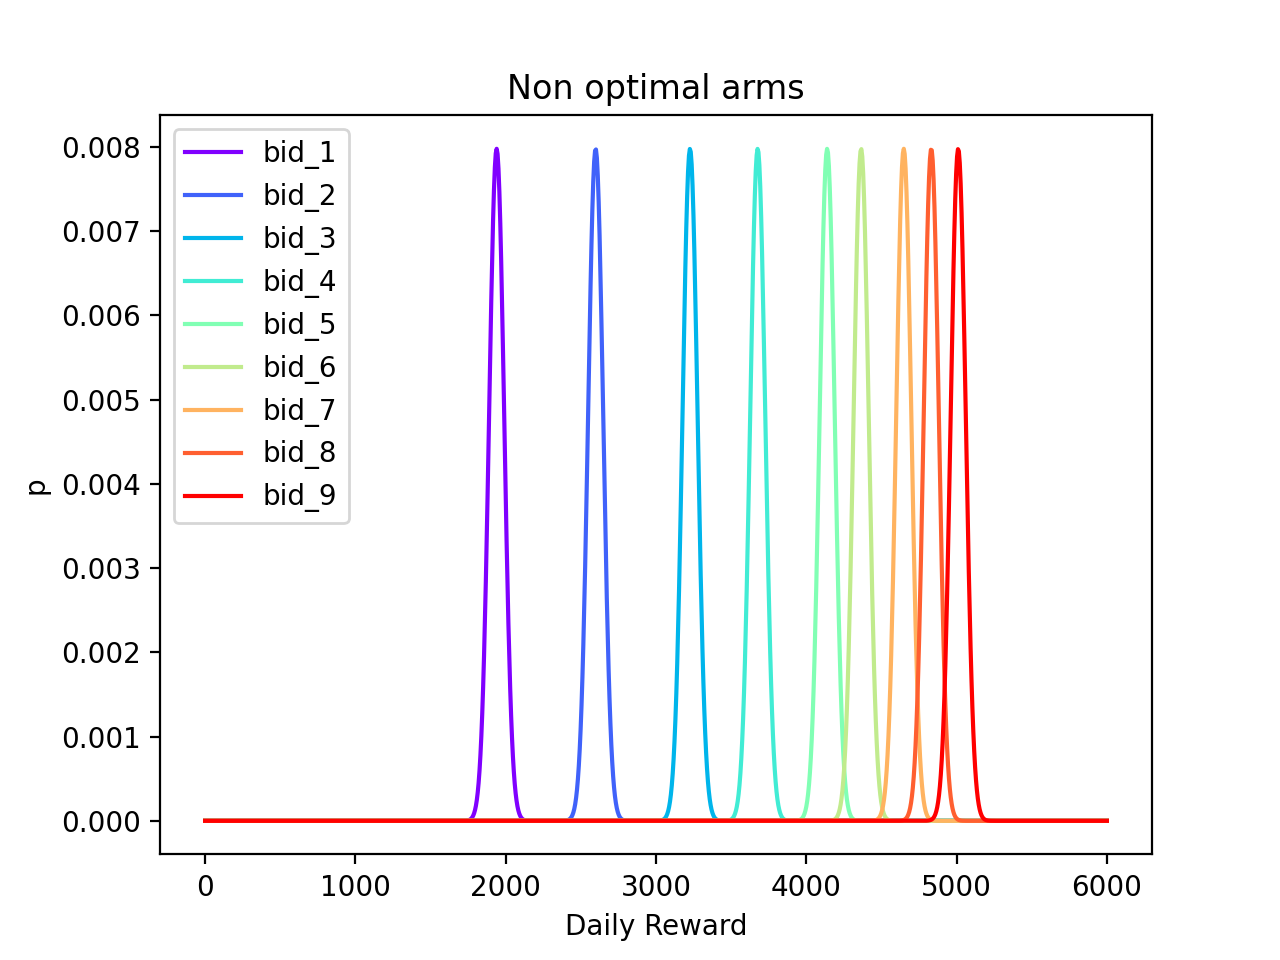 Non optimal arms
bid_1
bid_2
bid_3
bid_4
bid_5
bid_6
bid_7
bid_8
bid_9
p
0.008
0.007
0.006
0.005
0.004
0.003
0.002
0.001
0.000
0
1000
2000
3000
4000
5000
6000
Daily Reward